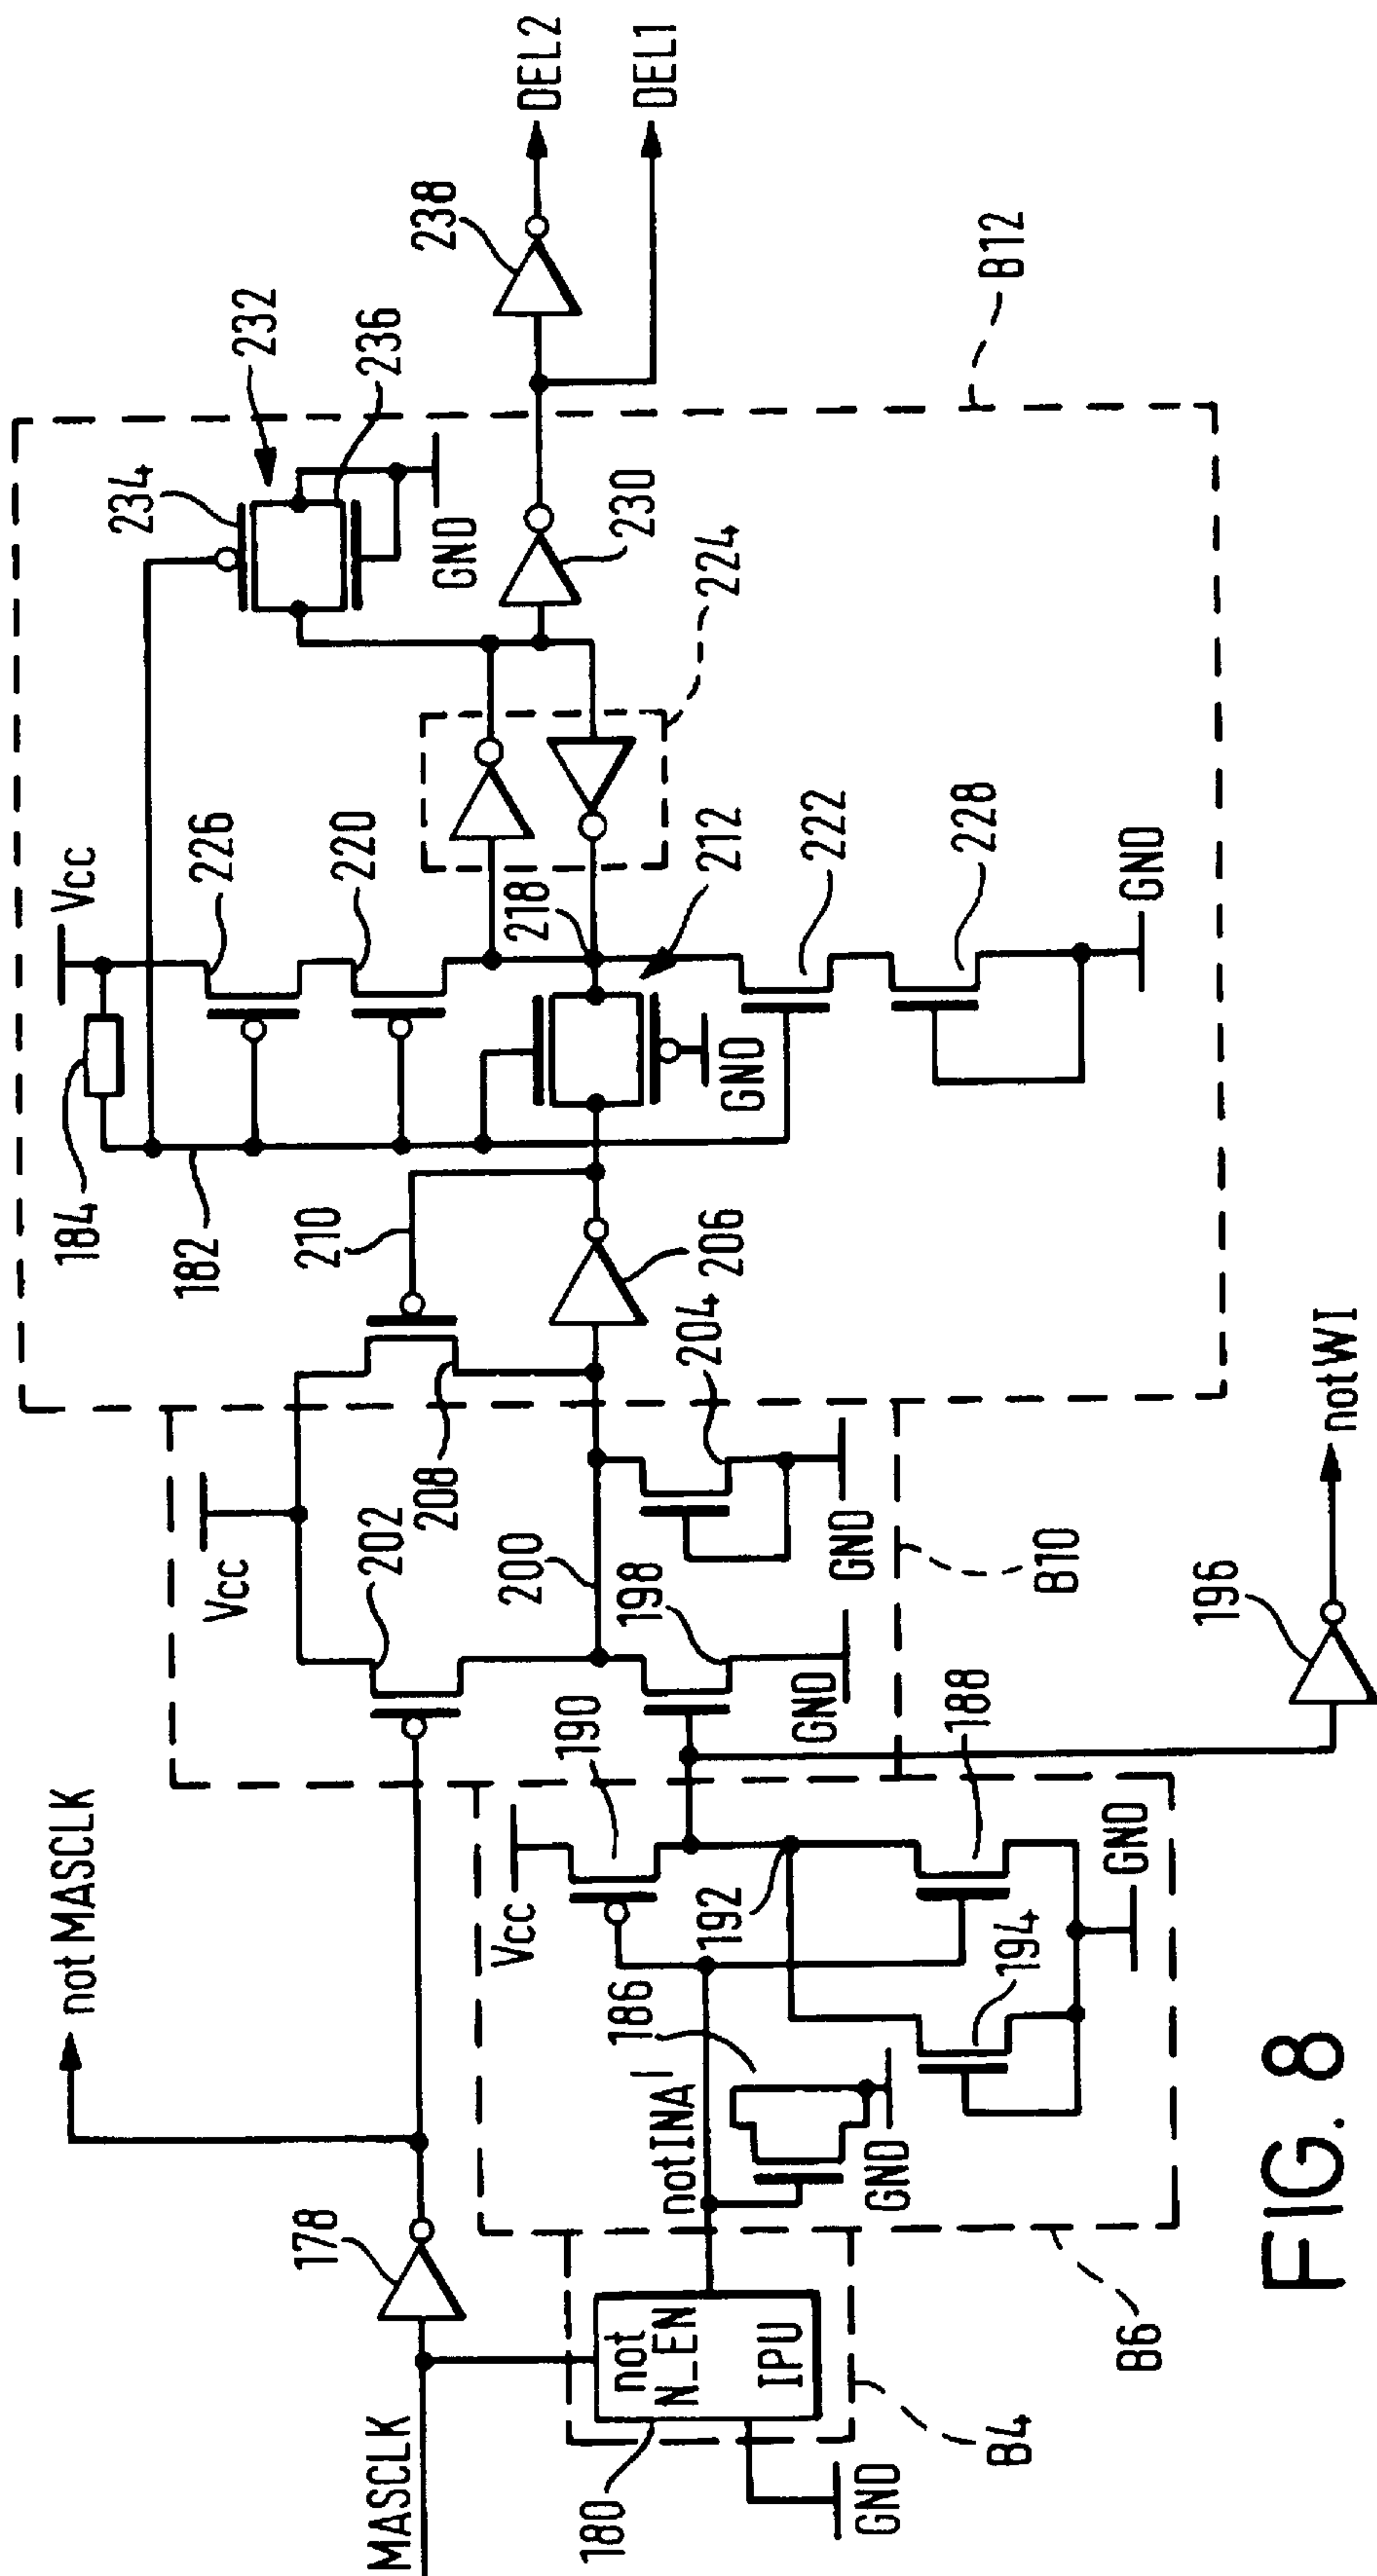 MASCLK
178
notMASCLK
180
not
N_EN
IPU
GND
B4
B6
notINA'
186
GND
194
188
192
190
Vcc
GND
196
notWI
B10
198
GND
200
202
Vcc
208
204
GND
206
210
182
184
Vcc
226
220
218
212
GND
222
228
GND
224
230
232
234
236
GND
238
DEL2
DEL1
B12
FIG. 8